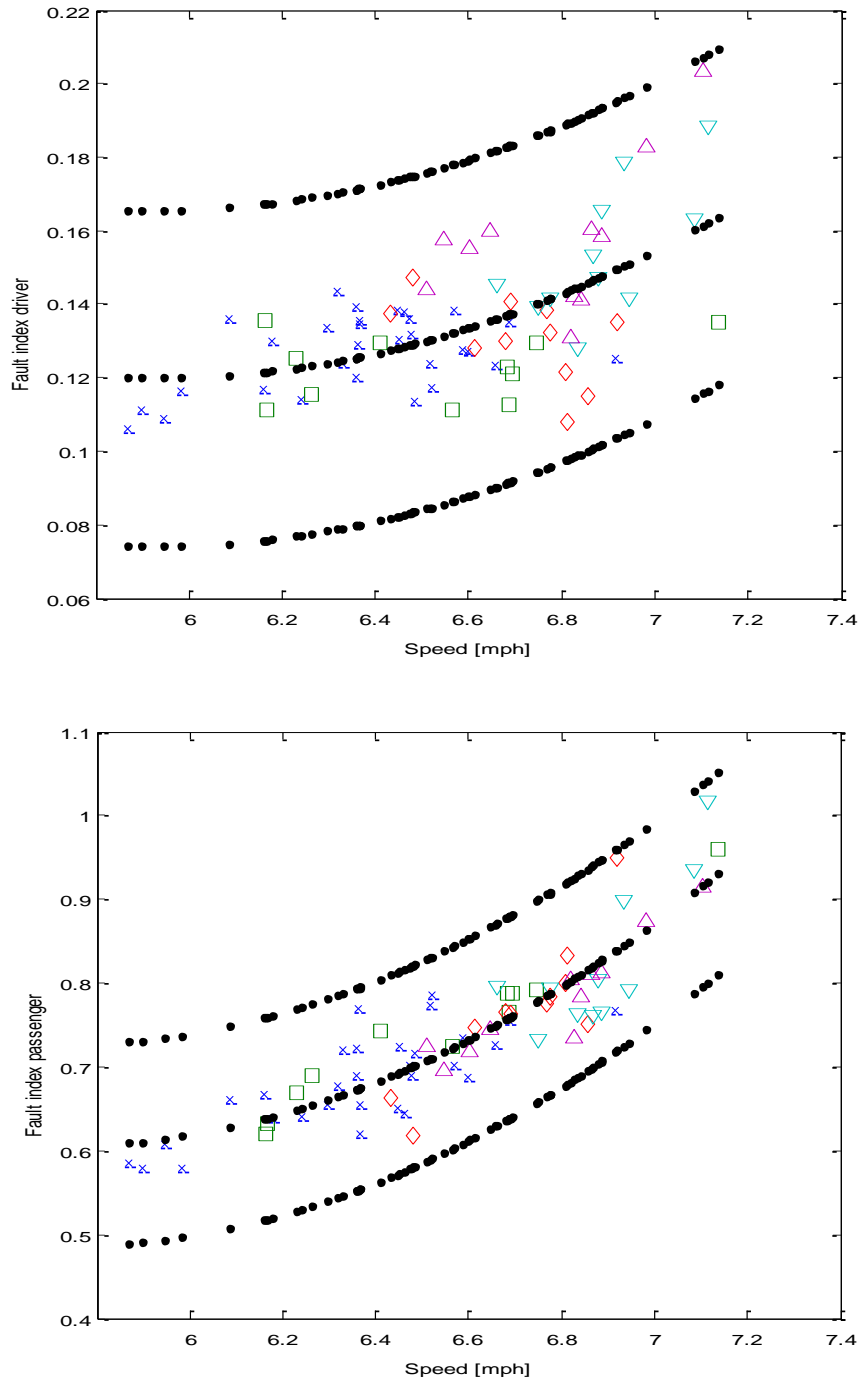 0.22
0.2
0.18
0.16
0.14
0.12
0.1
0.08
0.06
Fault index driver
6 6.2 6.4 6.6 6.8 7 7.2 7.4
Speed [mph]
1.1
1
0.9
0.8
0.7
0.6
0.5
0.4
Fault index passenger
6 6.2 6.4 6.6 6.8 7 7.2 7.4
Speed [mph]